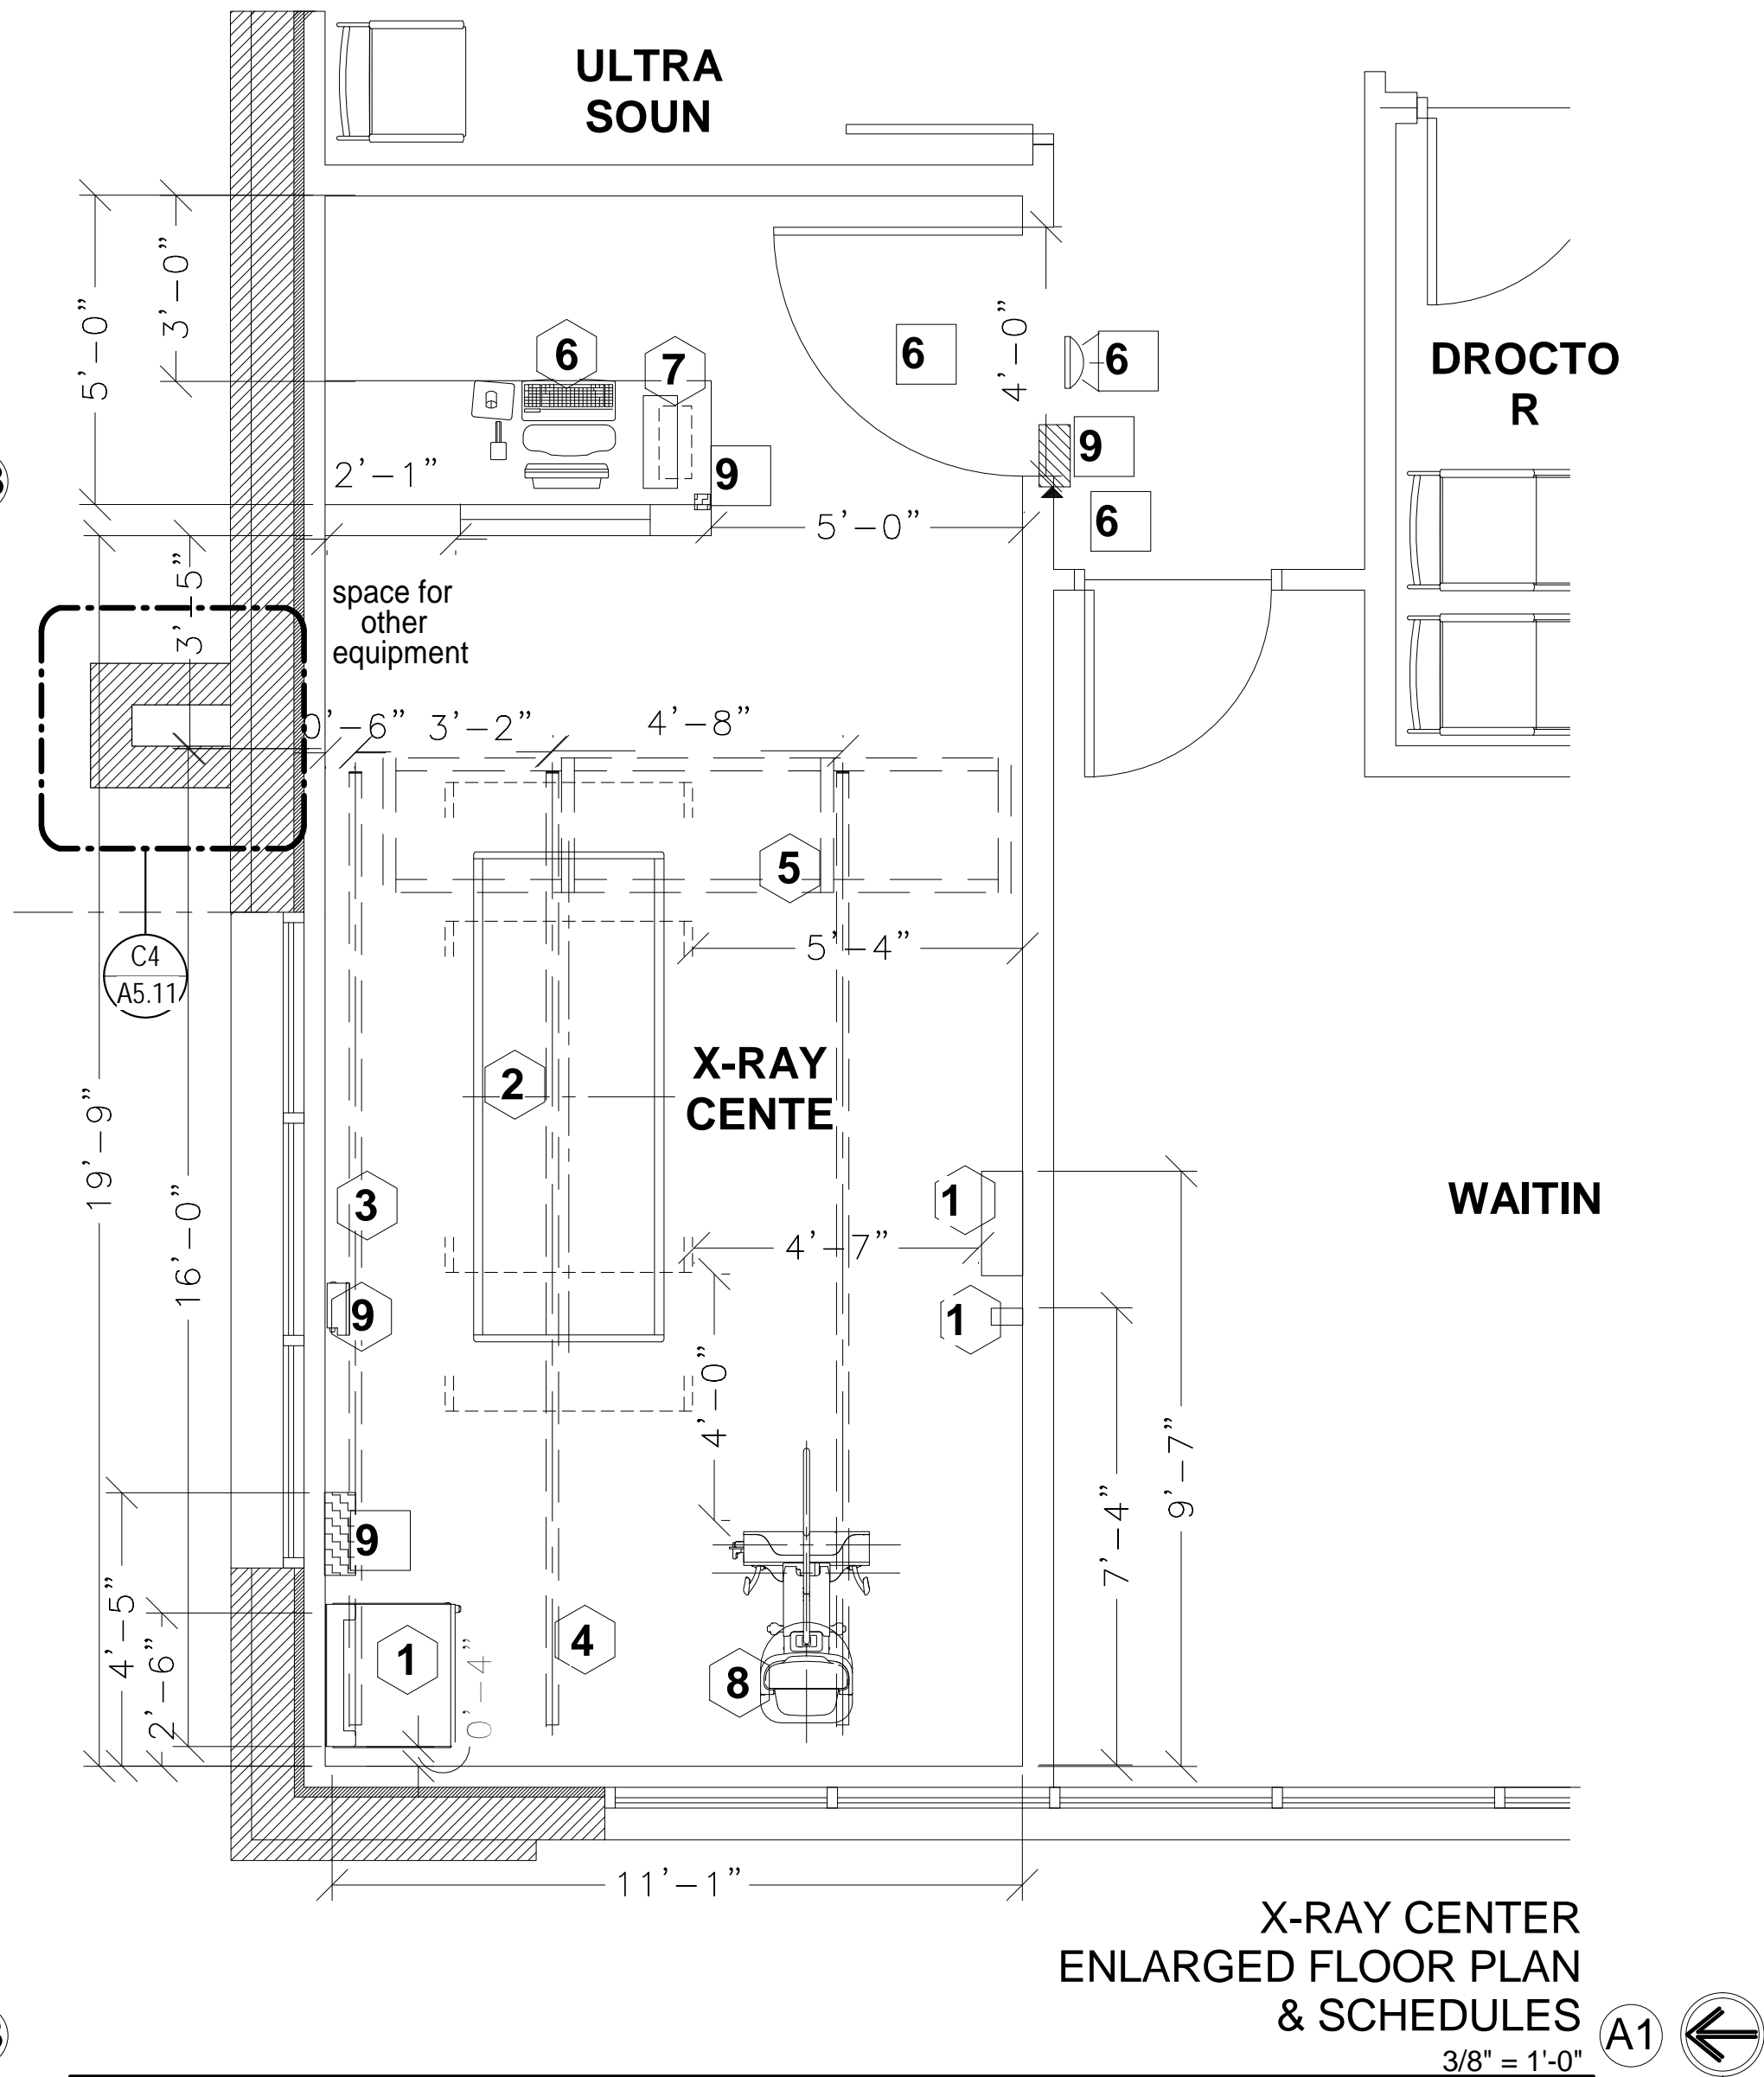 ULTRA
SOUN
5'-0"
3'-0"
4'-0"
6
7
6
6
DROCTO
R
2'-1"
9
9
6
5'-0"
3'-5"
space for
other
equipment
0'-6"
3'-2"
4'-8"
5
5'-4"
C4
A5.11
2
X-RAY
CENTE
19'-9"
16'-0"
3
1
WAITIN
4'-7"
9
1
4'-0"
9'-7"
7'-4"
9
4'-5"
2'-6"
1
0'-4"
4
8
11'-1"
X-RAY CENTER
ENLARGED FLOOR PLAN
& SCHEDULES
A1
3/8" = 1'-0"